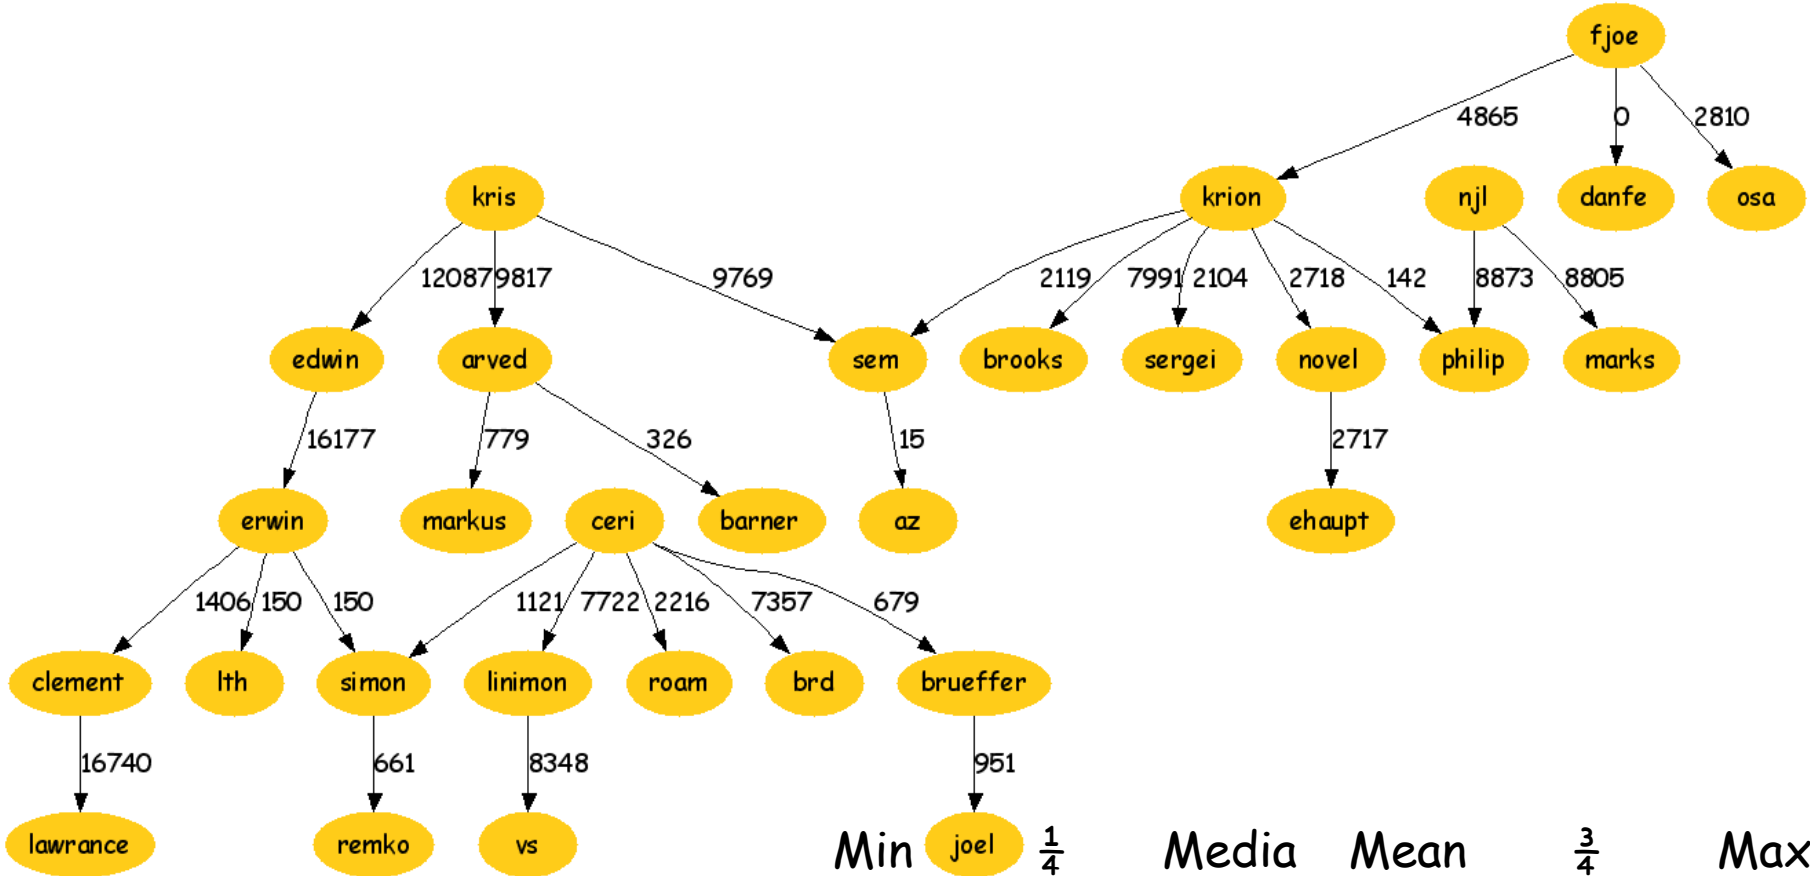 fjoe
4865 0 2810
kris krion njl danfe osa
12087 9817 9769 2119 7991 2104 2718 142 8873 8805
edwin arved sem brooks sergei novel philip marks
16177 779 326 15 2717
erwin markus ceri barner az ehaupt
1406 150 150 1121 7722 2216 7357 679
clement lth simon linimon roam brd brueffer
16740 661 8348 951
lawrance remko vs Min joel ¼ Media Mean ¾ Max